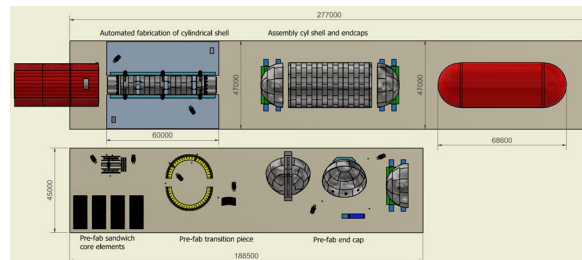 277000
Automated fabrication of cylindrical shell
Assembly cyl shell and endcaps
47000
47000
60000
68600
45000
Pre-fab sandwich
core elements
Pre-fab transition piece
Pre-fab end cap
188500